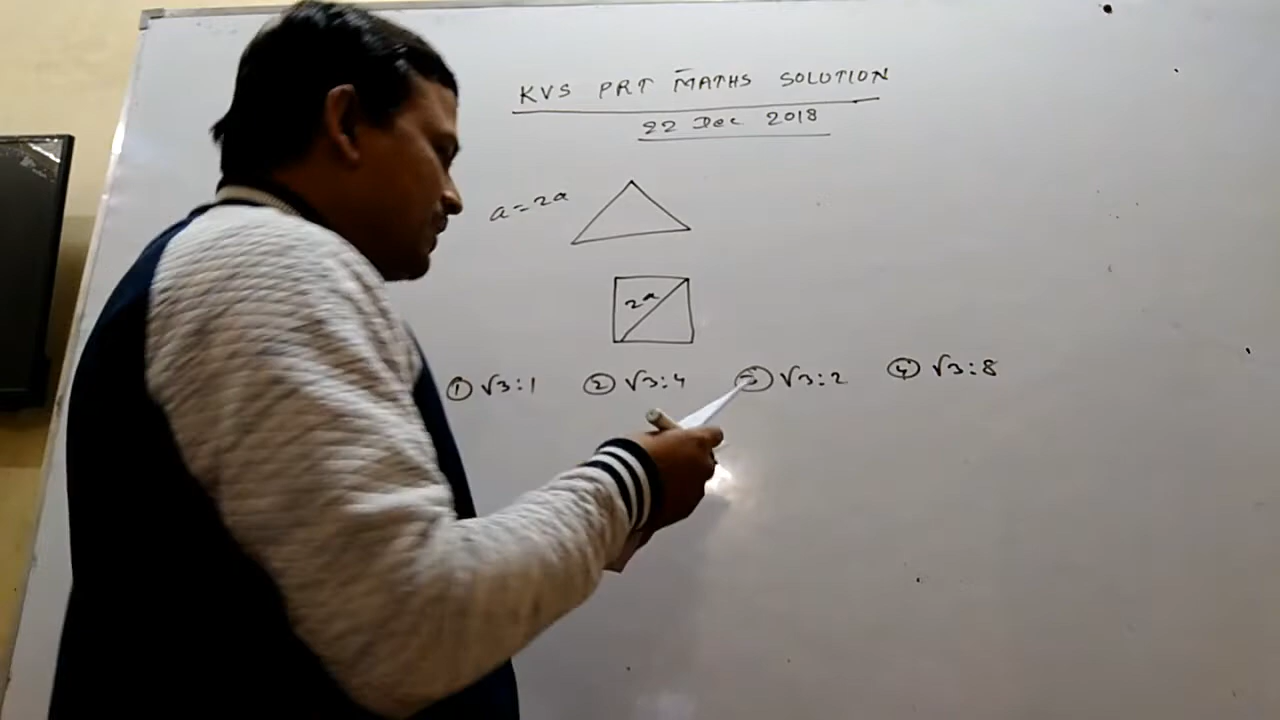 KVS PRT MATHS SOLUTION
22 Dec 2018
a=2a
2a
① √3:1 ② √3:4 ③ √3:2 ④ √3:8